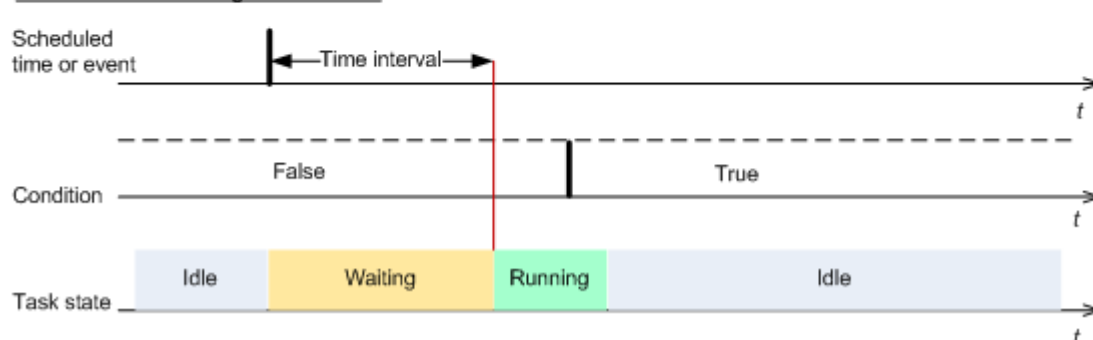 Scheduled
time or event
Time interval
t
False
True
Condition
t
Idle
Waiting
Running
Idle
Task state
t